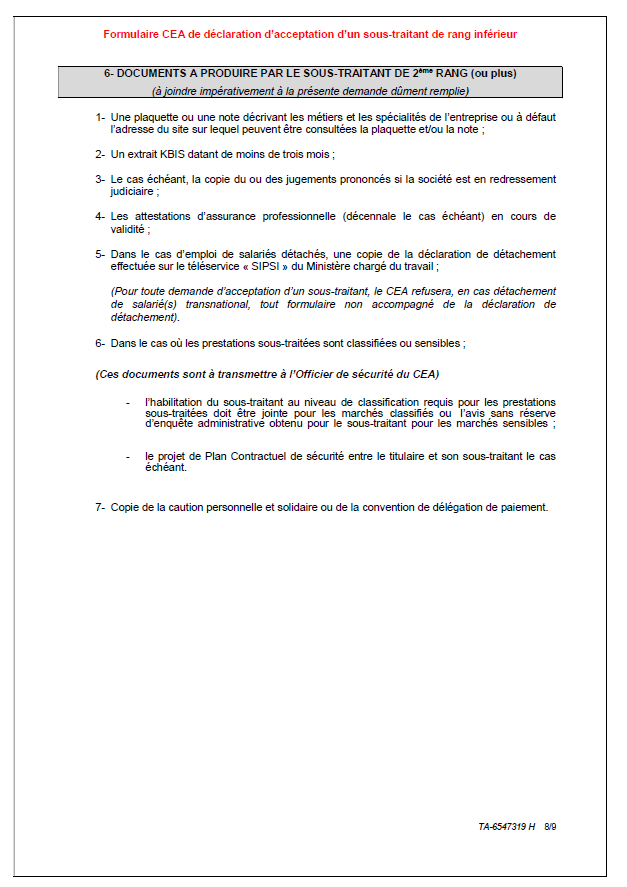 Formulaire CEA de déclaration d’acceptation d’un sous-traitant de rang inférieur
6- DOCUMENTS A PRODUIRE PAR LE SOUS-TRAITANT DE 2ème RANG (ou plus)
(à joindre impérativement à la présente demande dûment remplie)
1- Une plaquette ou une note décrivant les métiers et les spécialités de l’entreprise ou à défaut
l’adresse du site sur lequel peuvent être consultées la plaquette et/ou la note ;
2- Un extrait KBIS datant de moins de trois mois ;
3- Le cas échéant, la copie du ou des jugements prononcés si la société est en redressement
judiciaire ;
4- Les attestations d’assurance professionnelle (décennale le cas échéant) en cours de
validité ;
5- Dans le cas d’emploi de salariés détachés, une copie de la déclaration de détachement
effectuée sur le téléservice « SIPSI » du Ministère chargé du travail ;
(Pour toute demande d’acceptation d’un sous-traitant, le CEA refusera, en cas détachement
de salarié(s) transnational, tout formulaire non accompagné de la déclaration de
détachement).
6- Dans le cas où les prestations sous-traitées sont classifiées ou sensibles ;
(Ces documents sont à transmettre à l’Officier de sécurité du CEA)
- l’habilitation du sous-traitant au niveau de classification requis pour les prestations
sous-traitées doit être jointe pour les marchés classifiés ou l’avis sans réserve
d’enquête administrative obtenu pour le sous-traitant pour les marchés sensibles ;
- le projet de Plan Contractuel de sécurité entre le titulaire et son sous-traitant le cas
échéant.
7- Copie de la caution personnelle et solidaire ou de la convention de délégation de paiement.
TA-6547319 H 8/9